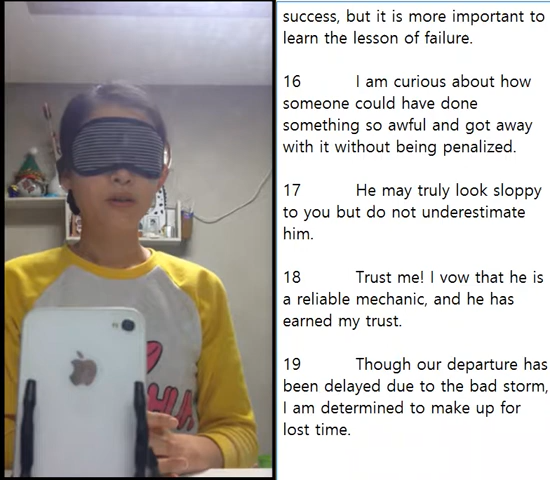 success, but it is more important to
learn the lesson of failure.
16 I am curious about how
someone could have done
something so awful and got away
with it without being penalized.
17 He may truly look sloppy
to you but do not underestimate
him.
18 Trust me! I vow that he is
a reliable mechanic, and he has
earned my trust.
19 Though our departure has
been delayed due to the bad storm,
I am determined to make up for
lost time.